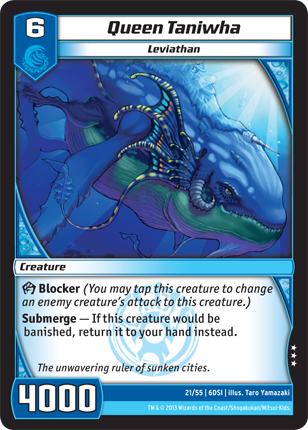 6
Queen Taniwha
Leviathan
Creature
Blocker (You may tap this creature to change
an enemy creature's attack to this creature.)
Submerge — If this creature would be
banished, return it to your hand instead.
The unwavering ruler of sunken cities.
4000
21/55 | 6DSI | illus. Taro Yamazaki
TM & © 2013 Wizards of the Coast/Shogakukan/Mitsui-Kids.